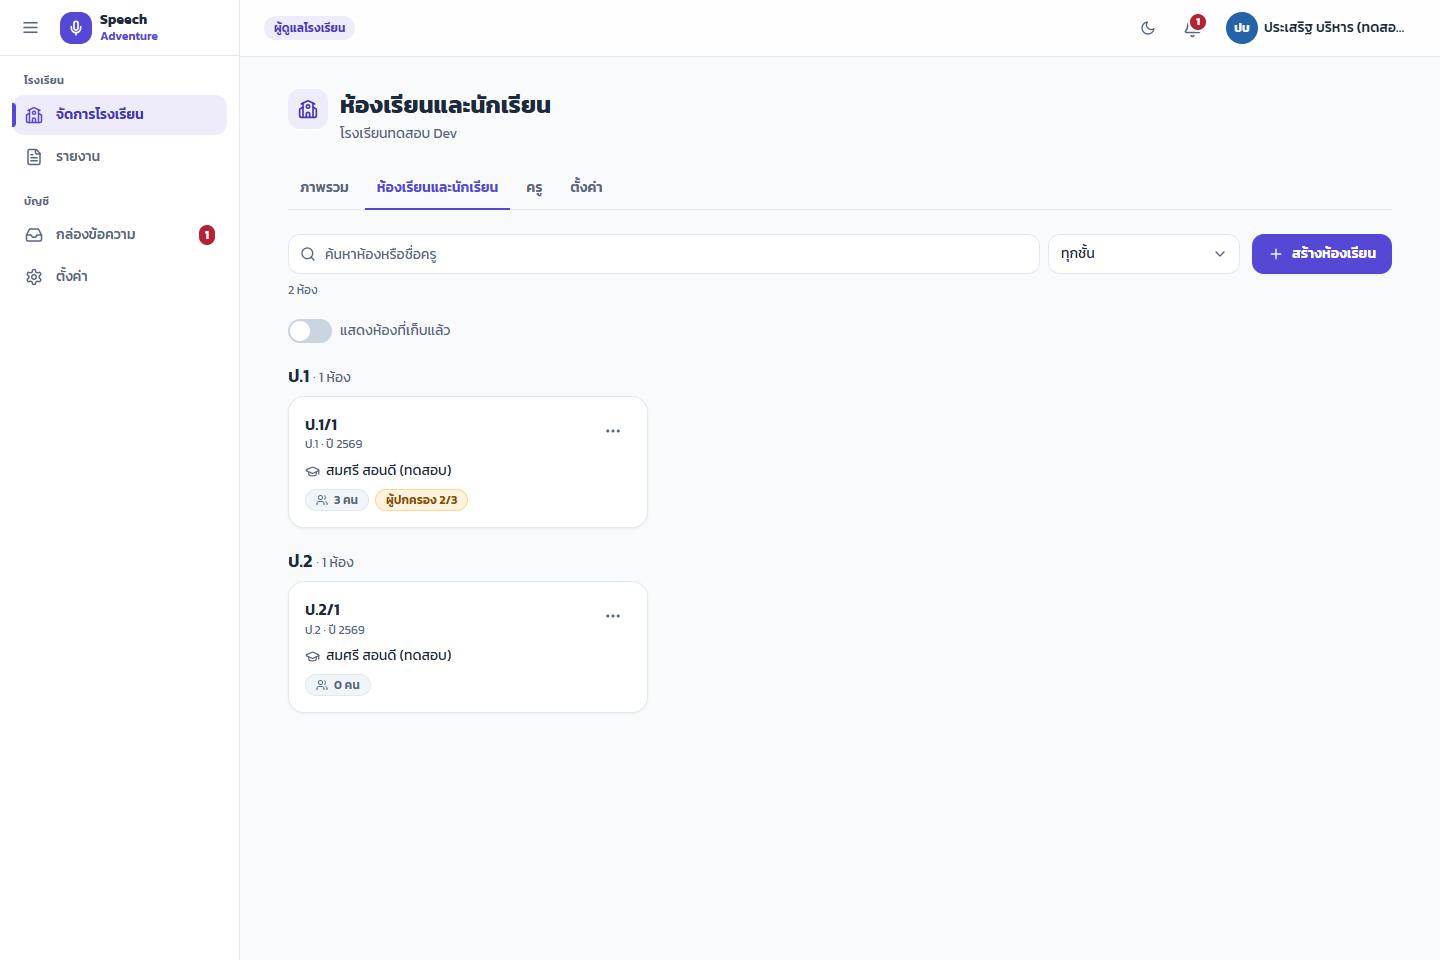 Speech
Adventure
ผู้ดูแลโรงเรียน
1
ปบ
ประเสริฐ บริหาร (ทดสอ...
โรงเรียน
จัดการโรงเรียน
รายงาน
บัญชี
กล่องข้อความ
1
ตั้งค่า
ห้องเรียนและนักเรียน
โรงเรียนทดสอบ Dev
ภาพรวม
ห้องเรียนและนักเรียน
ครู
ตั้งค่า
ค้นหาห้องหรือชื่อครู
ทุกชั้น
สร้างห้องเรียน
2 ห้อง
แสดงห้องที่เก็บแล้ว
ป.1 · 1 ห้อง
ป.1/1
ป.1 · ปี 2569
สมศรี สอนดี (ทดสอบ)
3 คน
ผู้ปกครอง 2/3
ป.2 · 1 ห้อง
ป.2/1
ป.2 · ปี 2569
สมศรี สอนดี (ทดสอบ)
0 คน